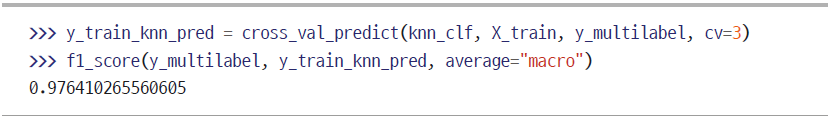 >>> y_train_knn_pred = cross_val_predict(knn_clf, X_train, y_multilabel, cv=3)
>>> f1_score(y_multilabel, y_train_knn_pred, average="macro")
0.976410265560605